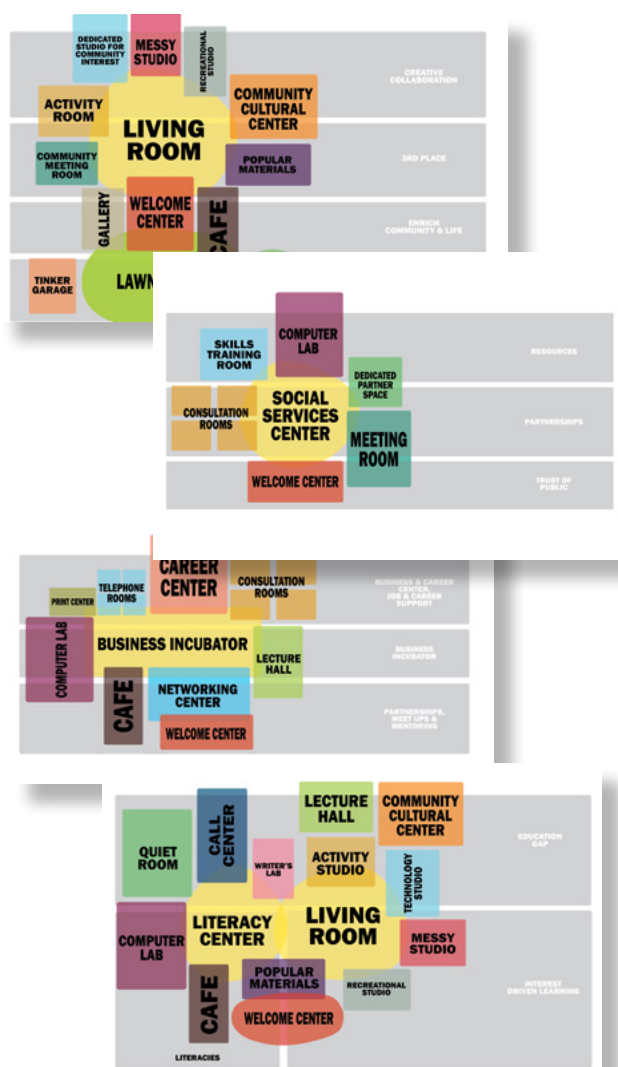 DEDICATED
STUDIO FOR
COMMUNITY
INTEREST
MESSY
STUDIO
RECREATIONAL
STUDIO
CREATIVE
COLLABORATION
ACTIVITY
ROOM
COMMUNITY
CULTURAL
CENTER
LIVING
ROOM
COMMUNITY
MEETING
ROOM
POPULAR
MATERIALS
3RD PLACE
GALLERY
WELCOME
CENTER
CAFE
ENRICH
COMMUNITY & LIFE
TINKER
GARAGE
LAWN
COMPUTER
LAB
SKILLS
TRAINING
ROOM
RESOURCES
DEDICATED
PARTNER
SPACE
CONSULTATION
ROOMS
SOCIAL
SERVICES
CENTER
MEETING
ROOM
PARTNERSHIPS
WELCOME CENTER
TRUST OF
PUBLIC
CAREER
CENTER
PRINT CENTER
TELEPHONE
ROOMS
CONSULTATION
ROOMS
BUSINESS & CAREER
CENTER,
JOB & CAREER
SUPPORT
COMPUTER LAB
BUSINESS INCUBATOR
LECTURE
HALL
BUSINESS
INCUBATOR
CAFE
NETWORKING
CENTER
WELCOME CENTER
PARTNERSHIPS,
MEET UPS &
MENTORING
QUIET
ROOM
CALL
CENTER
LECTURE
HALL
COMMUNITY
CULTURAL
CENTER
WRITER'S
LAB
ACTIVITY
STUDIO
TECHNOLOGY
STUDIO
EDUCATION
GAP
COMPUTER
LAB
LITERACY
CENTER
LIVING
ROOM
MESSY
STUDIO
CAFE
POPULAR
MATERIALS
RECREATIONAL
STUDIO
WELCOME CENTER
INTEREST
DRIVEN LEARNING
LITERACIES